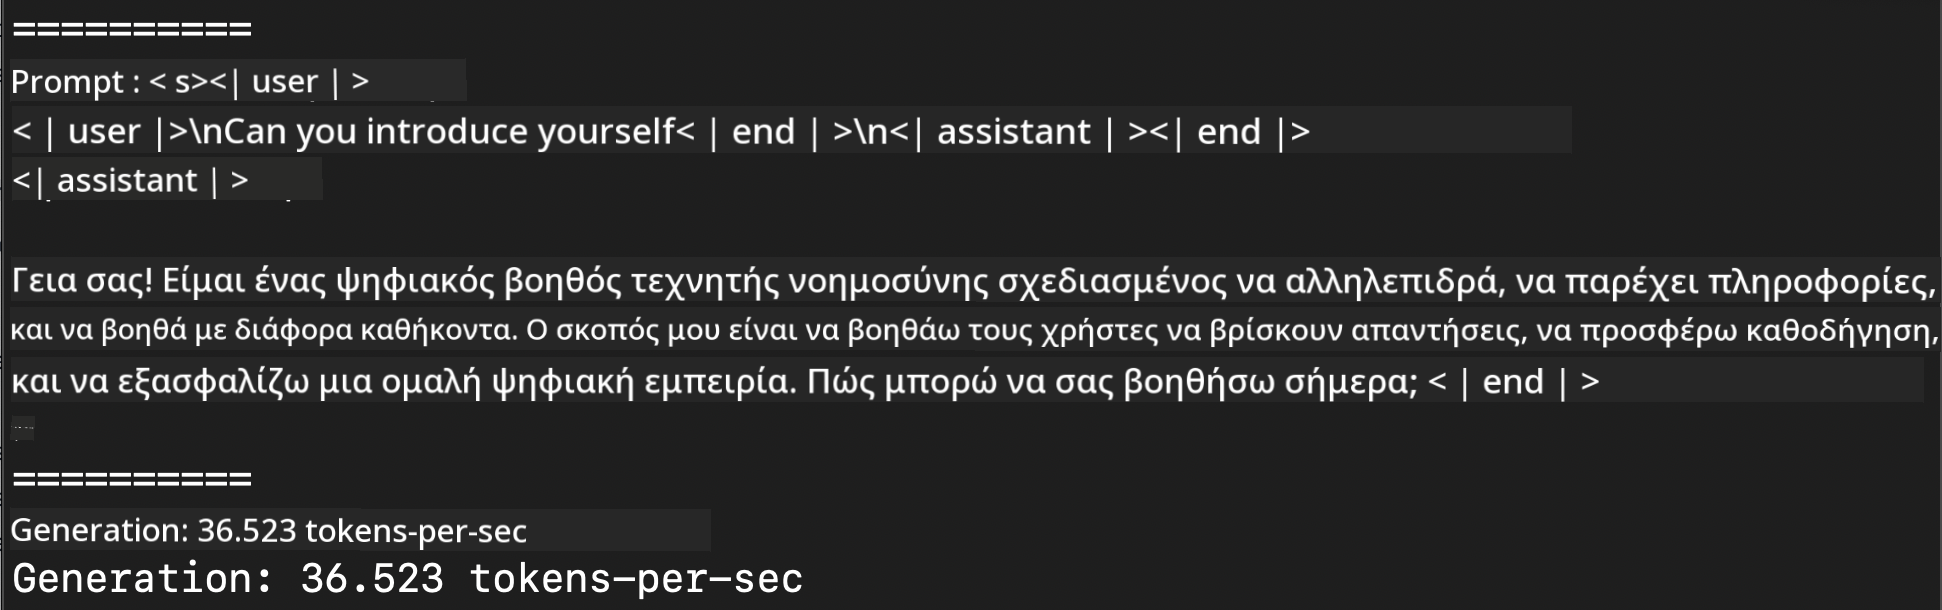 ==========
Prompt : < s><| user | >
< | user |>\nCan you introduce yourself< | end | >\n<| assistant | ><| end |>
<| assistant | >
Γεια σας! Είμαι ένας ψηφιακός βοηθός τεχνητής νοημοσύνης σχεδιασμένος να αλληλεπιδρά, να παρέχει πληροφορίες,
και να βοηθά με διάφορα καθήκοντα. Ο σκοπός μου είναι να βοηθάω τους χρήστες να βρίσκουν απαντήσεις, να προσφέρω καθοδήγηση,
και να εξασφαλίζω μια ομαλή ψηφιακή εμπειρία. Πώς μπορώ να σας βοηθήσω σήμερα; < | end | >
==========
Generation: 36.523 tokens-per-sec
Generation: 36.523 tokens-per-sec